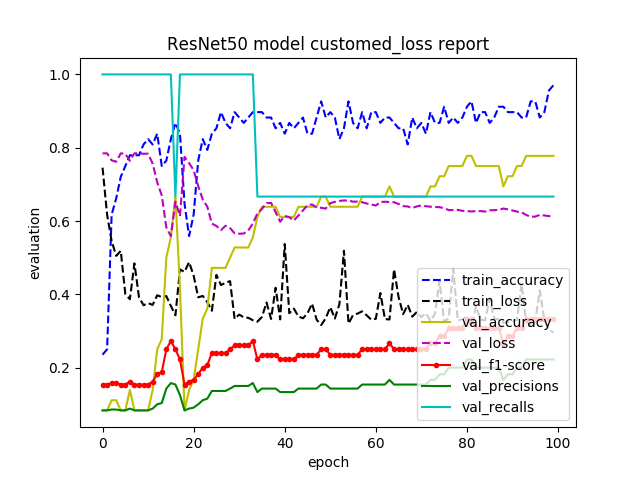 ResNet50 model customed_loss report
evaluation
1.0
0.8
0.6
0.4
0.2
0
20
40
60
80
100
epoch
train_accuracy
train_loss
val_accuracy
val_loss
val_f1-score
val_precisions
val_recalls